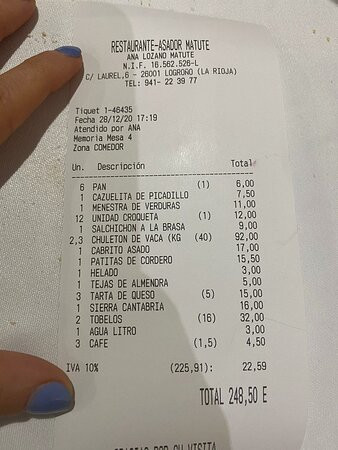 RESTAURANTE-ASADOR MATUTE
ANA LOZANO MATUTE
N.I.F. 16.562.526-L
C/ LAUREL,6 - 26001 LOGROÑO (LA RIOJA)
TEL: 941- 22 39 77
Tiquet 1-46435
Fecha 28/12/20 17:19
Atendido por ANA
Memoria Mesa 4
Zona COMEDOR
Un. Descripción Total
6 PAN (1) 6,00
1 CAZUELITA DE PICADILLO 7,50
1 MENESTRA DE VERDURAS 11,00
12 UNIDAD CROQUETA (1) 12,00
1 SALCHICHON A LA BRASA 9,00
2,3 CHULETON DE VACA (KG (40) 92,00
1 CABRITO ASADO 17,00
1 PATITAS DE CORDERO 15,50
1 HELADO 3,00
1 TEJAS DE ALMENDRA 5,00
3 TARTA DE QUESO (5) 15,00
1 SIERRA CANTABRIA 16,00
2 TOBELOS (16) 32,00
1 AGUA LITRO 3,00
3 CAFE (1,5) 4,50
IVA 10% (225,91): 22,59
TOTAL 248,50 E
GRACIAS POR SU VISITA